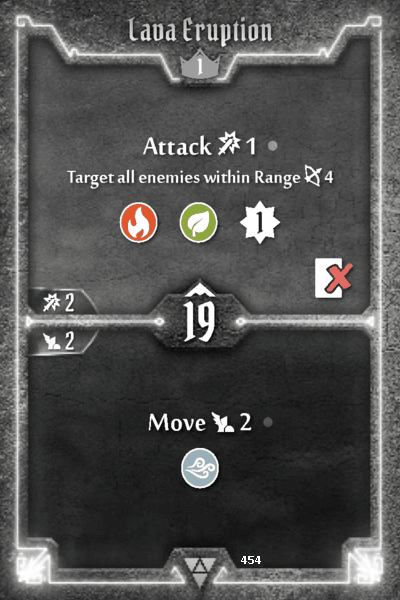 Lava Eruption
1
Attack 1
Target all enemies within Range 4
1
2
19
2
Move 2
454